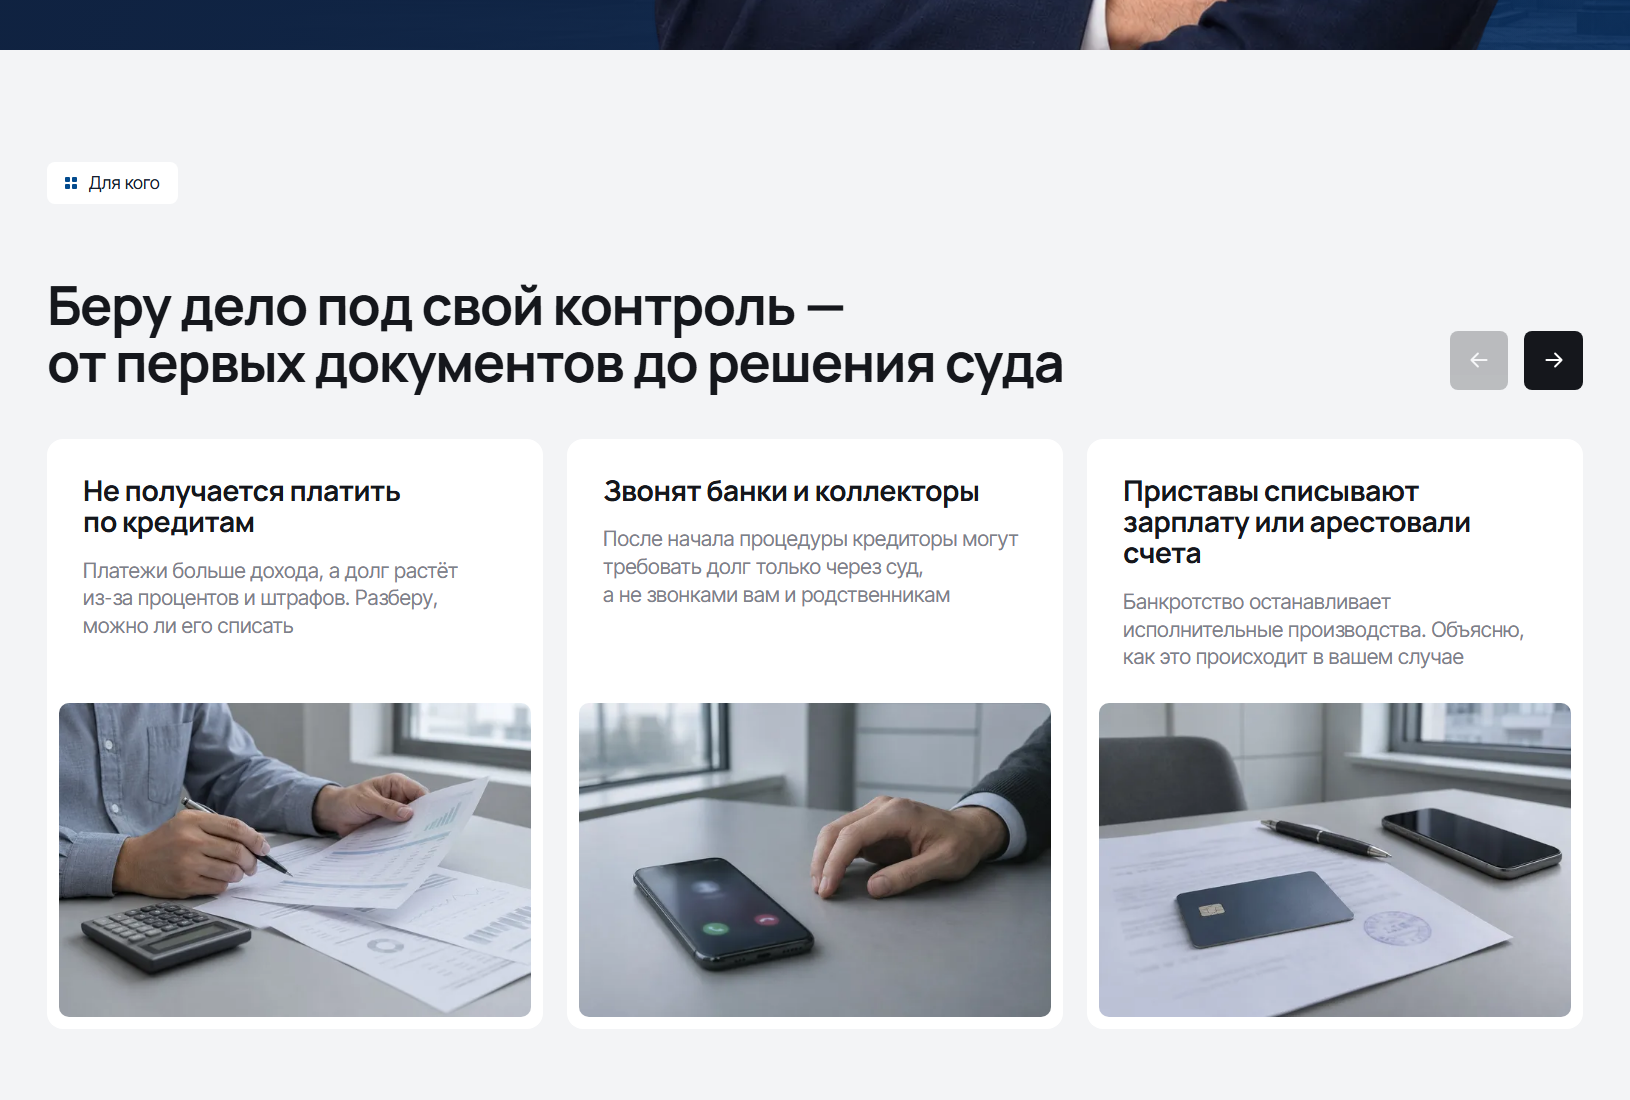 Для кого
Беру дело под свой контроль —
от первых документов до решения суда
Не получается платить
по кредитам
Платежи больше дохода, а долг растёт
из-за процентов и штрафов. Разберу,
можно ли его списать
Звонят банки и коллекторы
После начала процедуры кредиторы могут
требовать долг только через суд,
а не звонками вам и родственникам
Приставы списывают
зарплату или арестовали
счета
Банкротство останавливает
исполнительные производства. Объясню,
как это происходит в вашем случае